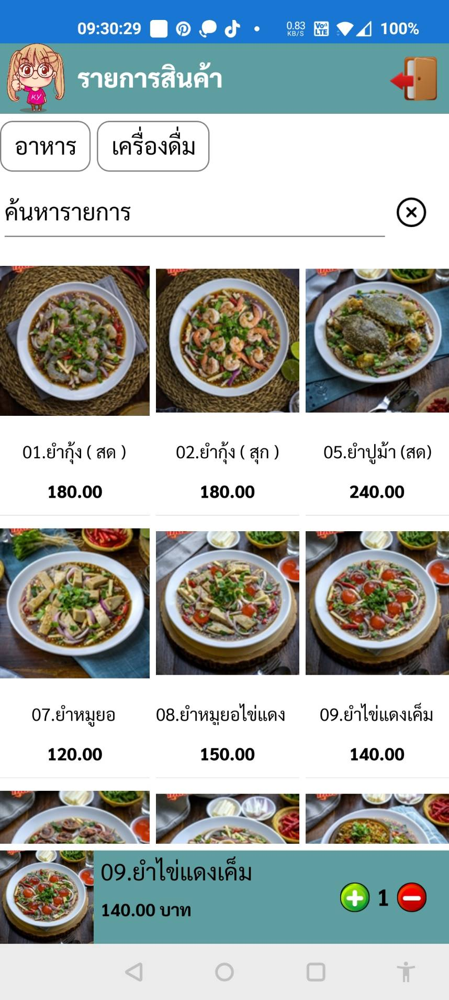 09:30:29 0.83 KB/S VoLTE 100%
KY
รายการสินค้า
อาหาร เครื่องดื่ม
ค้นหารายการ
01.ยำกุ้ง ( สด ) 02.ยำกุ้ง ( สุก ) 05.ยำปูม้า (สด)
180.00 180.00 240.00
07.ยำหมูยอ 08.ยำหมูยอไข่แดง 09.ยำไข่แดงเค็ม
120.00 150.00 140.00
09.ยำไข่แดงเค็ม
140.00 บาท
1